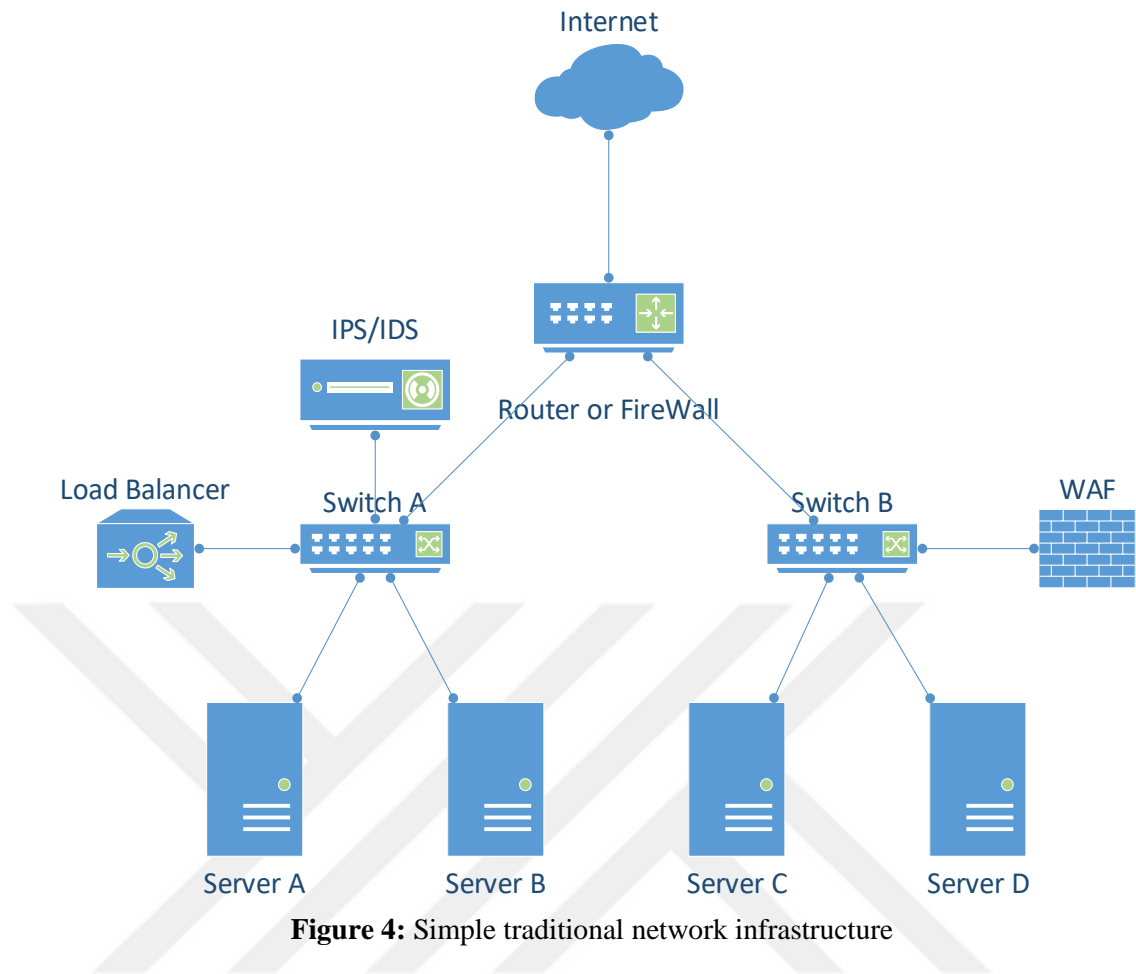 Internet
IPS/IDS
Router or FireWall
Load Balancer
Switch A
Switch B
WAF
Server A
Server B
Server C
Server D
Figure 4: Simple traditional network infrastructure